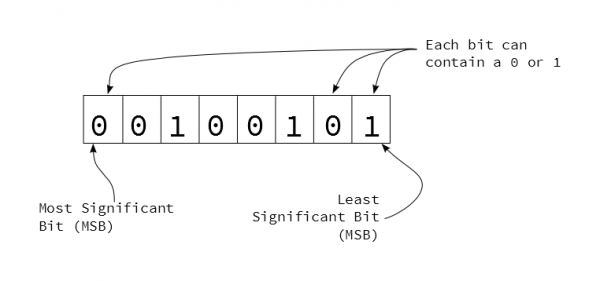 Each bit can
contain a 0 or 1
0 0 1 0 0 1 0 1
Most Significant
Bit (MSB)
Least
Significant Bit
(MSB)